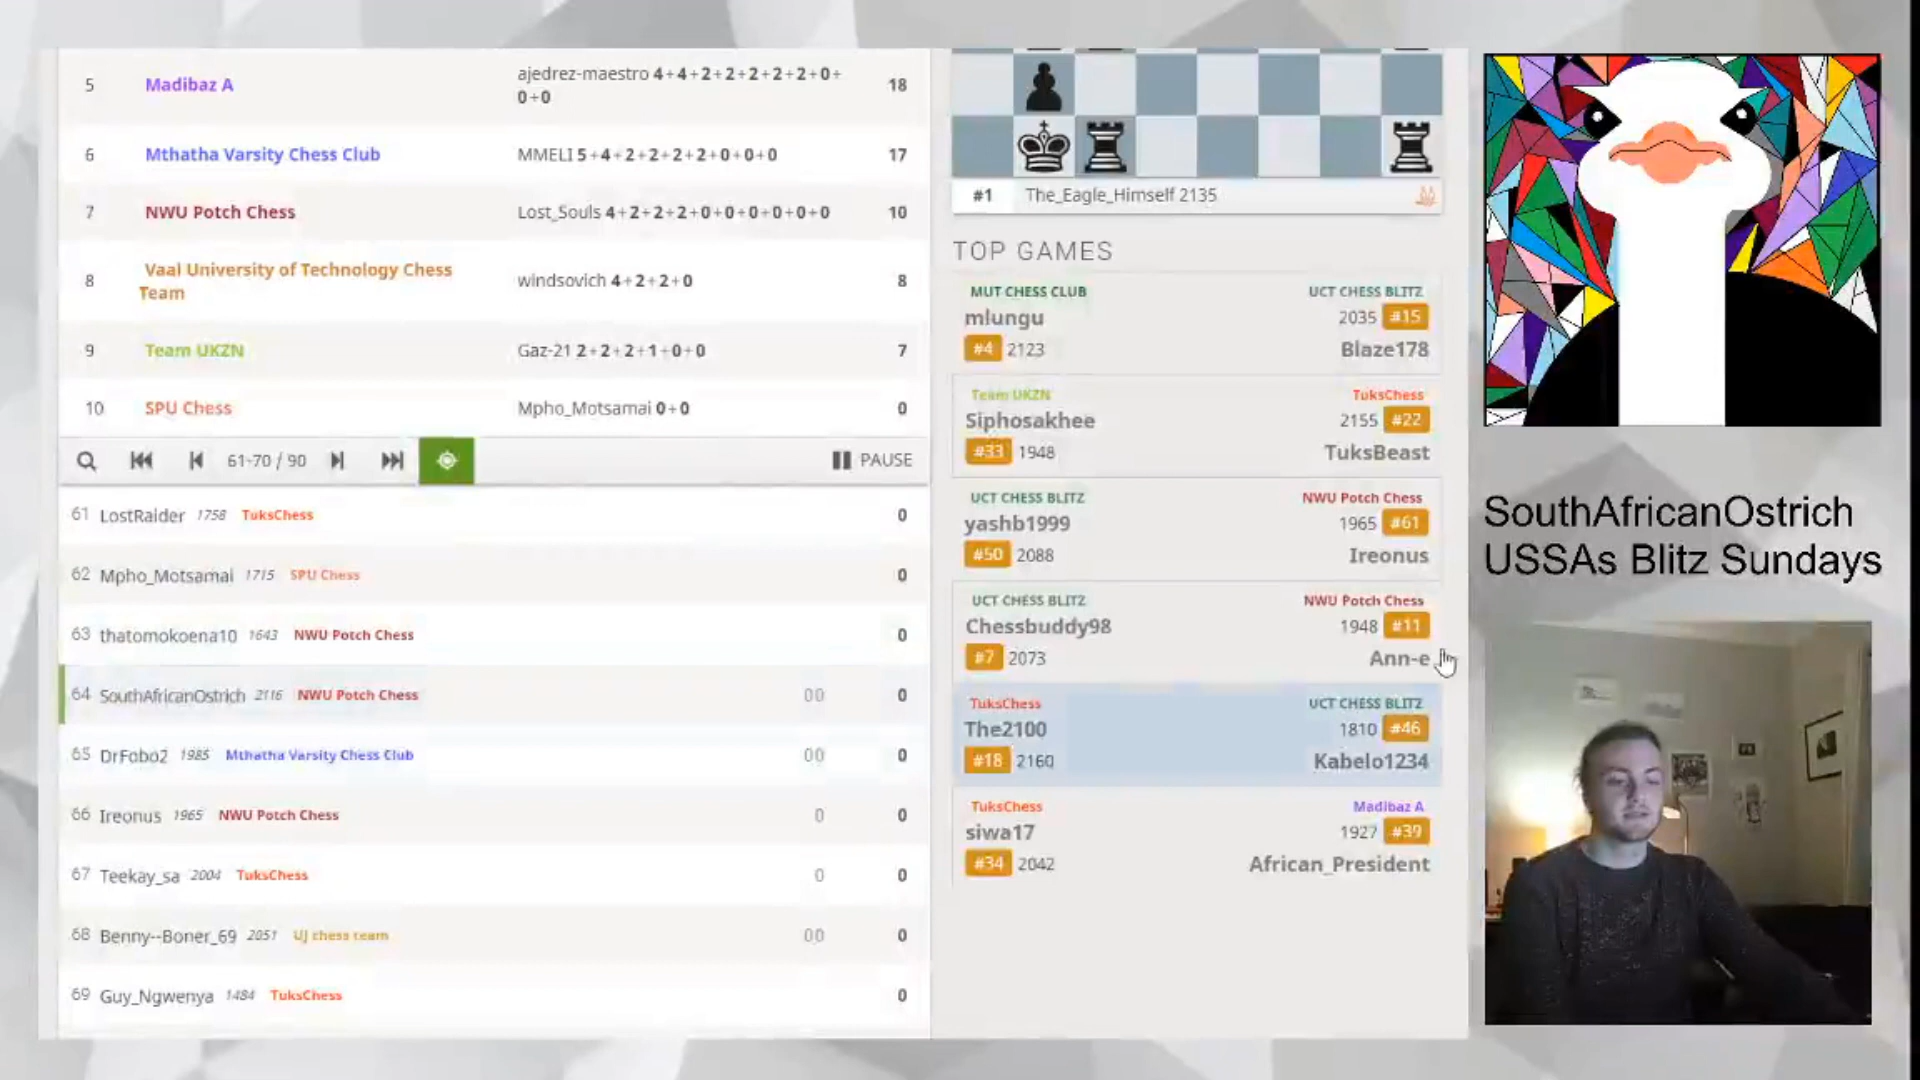 5 Madibaz A ajedrez-maestro 4+4+2+2+2+2+2+0+ 18
0+0
6 Mthatha Varsity Chess Club MMELI 5+4+2+2+2+2+0+0+0 17
7 NWU Potch Chess Lost_Souls 4+2+2+2+0+0+0+0+0+0 10
8 Vaal University of Technology Chess Team windsovich 4+2+2+0 8
9 Team UKZN Gaz-21 2+2+2+1+0+0 7
10 SPU Chess Mpho_Motsamai 0+0 0
61-70 / 90 PAUSE
61 LostRaider 1758 TuksChess 0
62 Mpho_Motsamai 1715 SPU Chess 0
63 thatomokoena10 1643 NWU Potch Chess 0
64 SouthAfricanOstrich 2116 NWU Potch Chess 00 0
65 DrFobo2 1985 Mthatha Varsity Chess Club 00 0
66 Ireonus 1965 NWU Potch Chess 0 0
67 Teekay_sa 2004 TuksChess 0 0
68 Benny--Boner_69 2051 UJ chess team 00 0
69 Guy_Ngwenya 1484 TuksChess 0
#1 The_Eagle_Himself 2135
TOP GAMES
MUT CHESS CLUB UCT CHESS BLITZ
mlungu 2035 #15
#4 2123 Blaze178
Team UKZN TuksChess
Siphosakhee 2155 #22
#33 1948 TuksBeast
UCT CHESS BLITZ NWU Potch Chess
yashb1999 1965 #61
#50 2088 Ireonus
UCT CHESS BLITZ NWU Potch Chess
Chessbuddy98 1948 #11
#7 2073 Ann-e
TuksChess UCT CHESS BLITZ
The2100 1810 #46
#18 2160 Kabelo1234
TuksChess Madibaz A
siwa17 1927 #39
#34 2042 African_President
SouthAfricanOstrich
USSAs Blitz Sundays